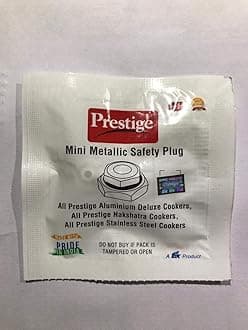 Prestige
Mini Metallic Safety Plug
All Prestige Aluminium Deluxe Cookers,
All Prestige Nakshatra Cookers,
All Prestige Stainless Steel Cookers
PRIDE
DO NOT BUY IF PACK IS
TAMPERED OR OPEN
A
Product